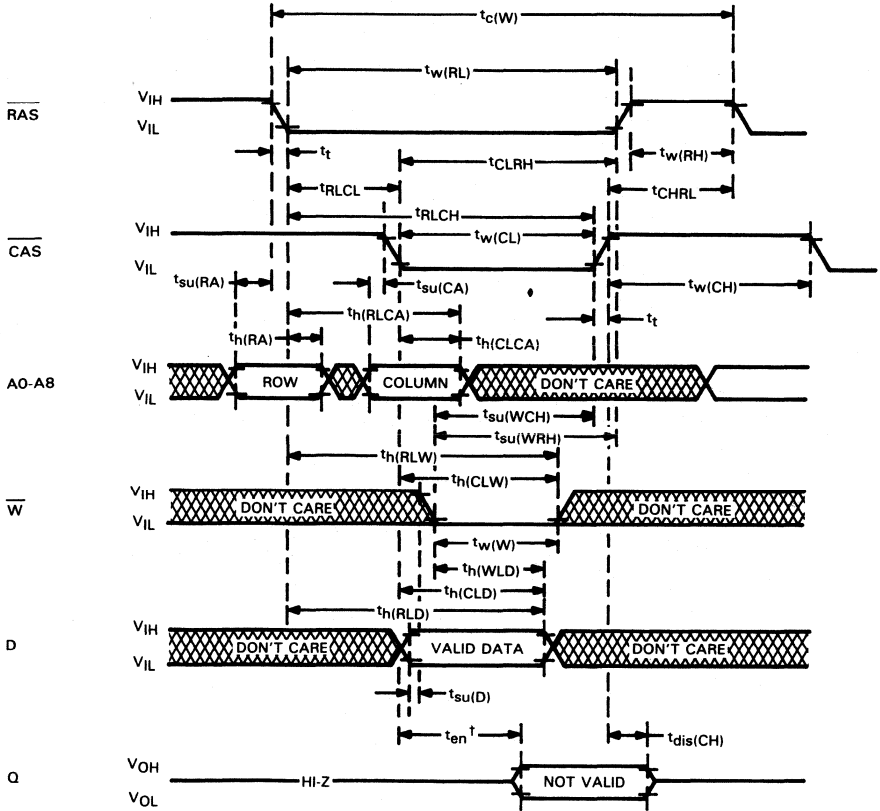 tc(W)
tw(RL)
RAS
VIH
VIL
tt
tCLRH
tw(RH)
tRLCL
tCHRL
tRLCH
CAS
VIH
VIL
tw(CL)
tsu(RA)
tsu(CA)
tw(CH)
th(RLCA)
tt
th(RA)
th(CLCA)
A0-A8
VIH
VIL
ROW
COLUMN
DON'T CARE
tsu(WCH)
tsu(WRH)
th(RLW)
th(CLW)
W
VIH
VIL
DON'T CARE
DON'T CARE
tw(W)
th(WLD)
th(CLD)
th(RLD)
D
VIH
VIL
DON'T CARE
VALID DATA
DON'T CARE
tsu(D)
ten†
tdis(CH)
Q
VOH
VOL
HI-Z
NOT VALID